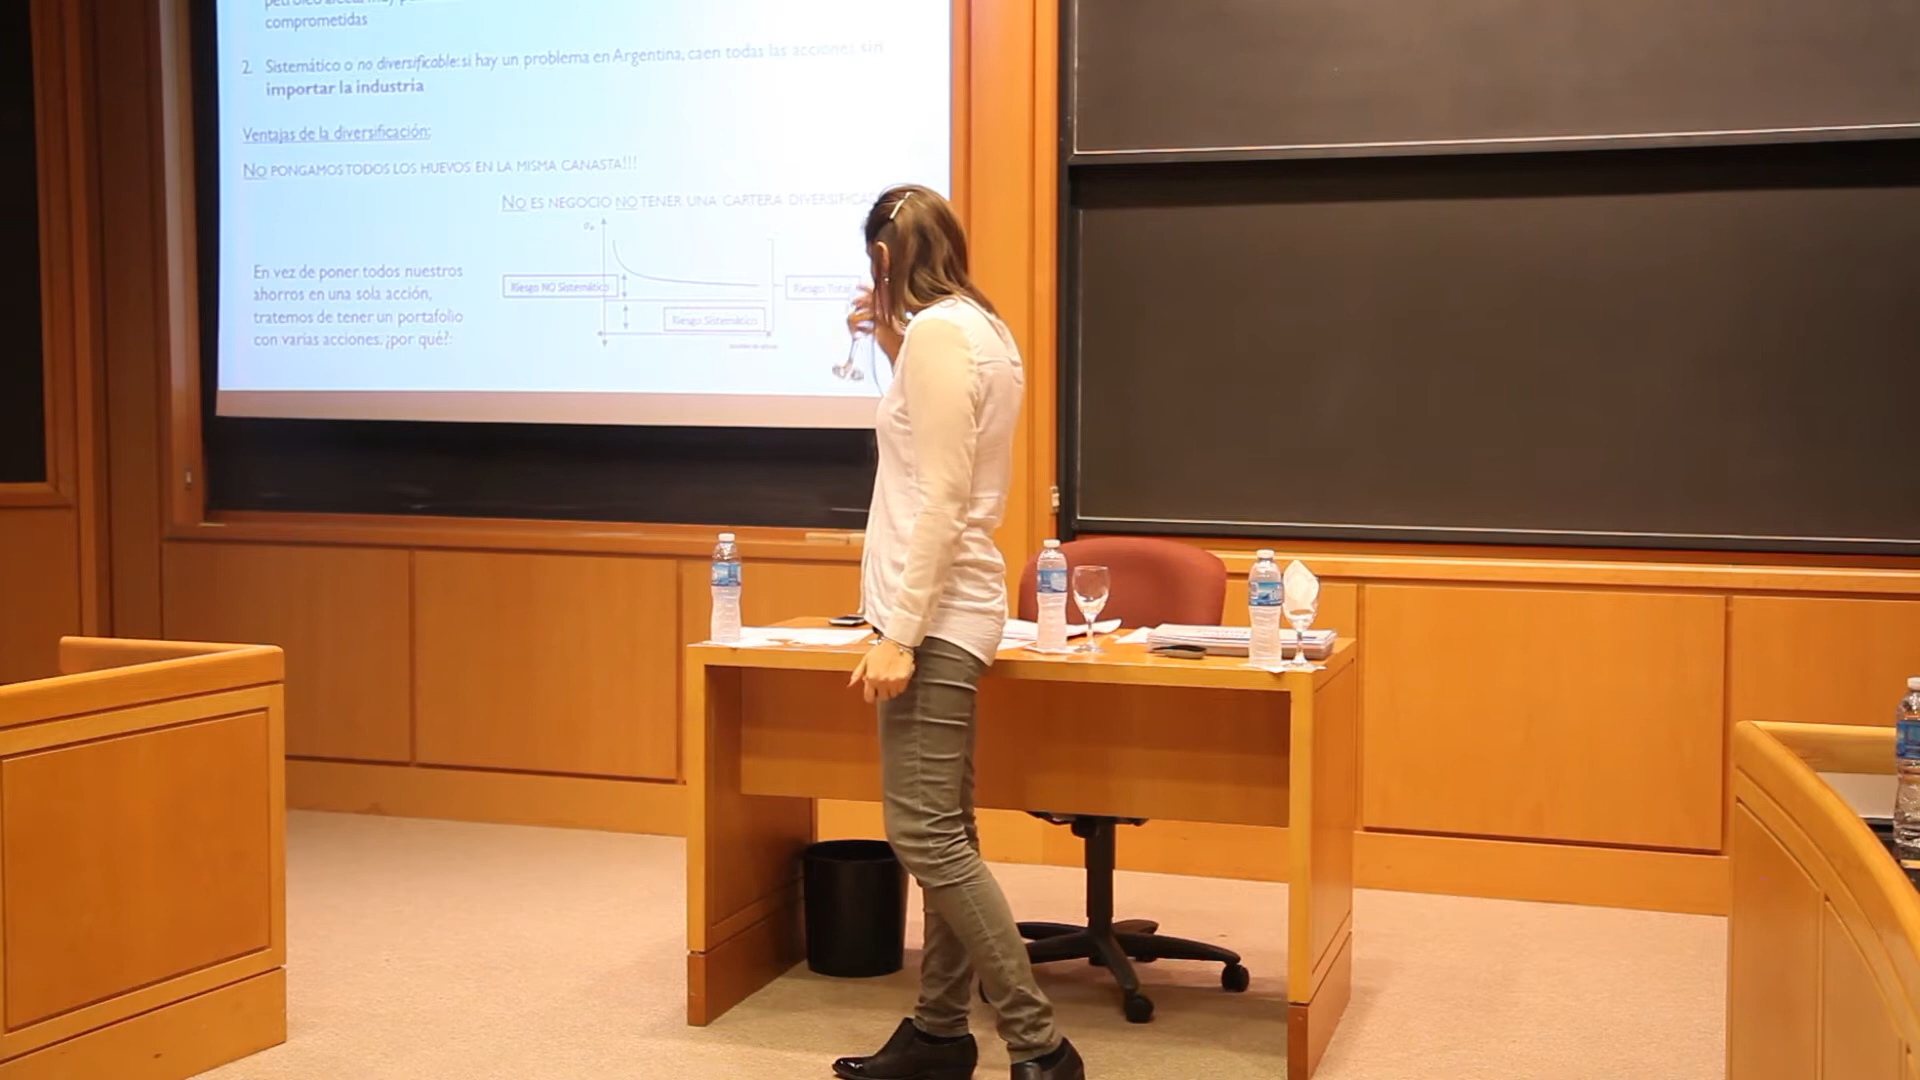 comprometidas
2. Sistemático o no diversificable: si hay un problema en Argentina, caen todas las acciones sin
importar la industria
Ventajas de la diversificación:
NO PONGAMOS TODOS LOS HUEVOS EN LA MISMA CANASTA!!!
NO ES NEGOCIO NO TENER UNA CARTERA
En vez de poner todos nuestros
ahorros en una sola acción,
tratemos de tener un portafolio
con varias acciones. ¿por qué?:
Riesgo NO Sistemático
Riesgo Total
Riesgo Sistemático